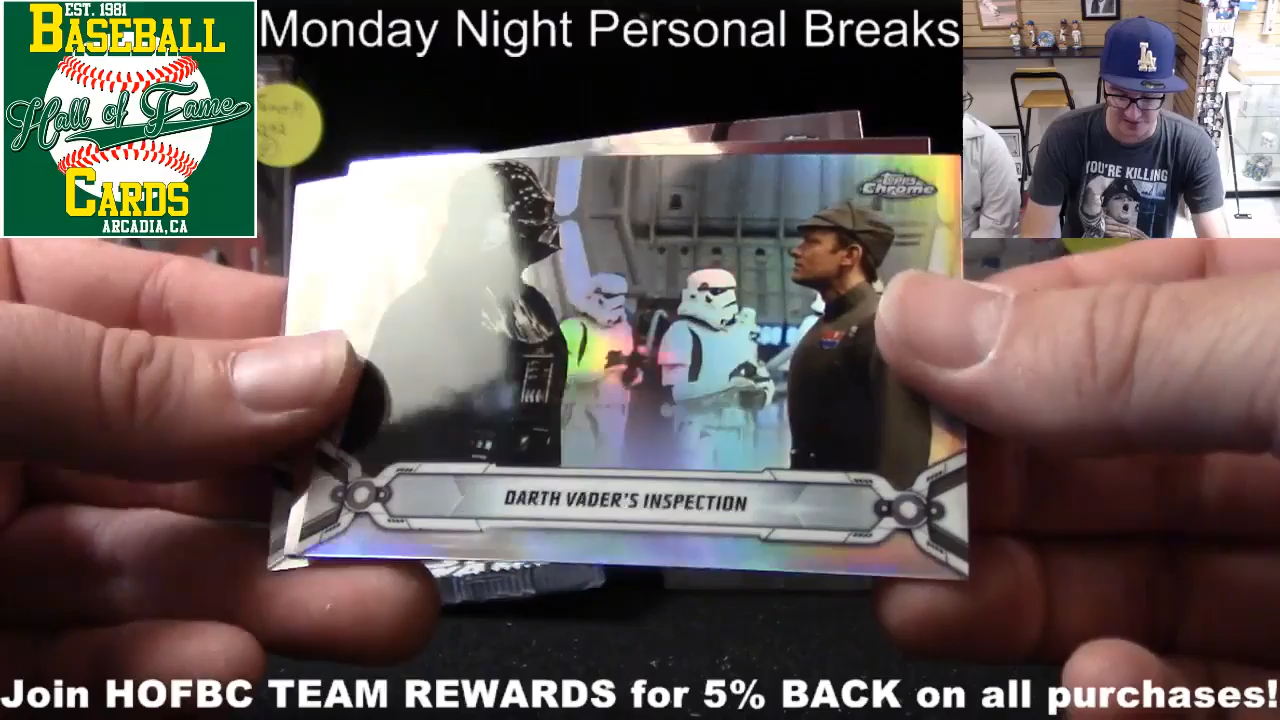 EST. 1981
BASEBALL
Hall of Fame
CARDS
ARCADIA, CA
Monday Night Personal Breaks
LA
YOU'RE KILLING
Topps
Chrome
DARTH VADER'S INSPECTION
Join HOFBC TEAM REWARDS for 5% BACK on all purchases!